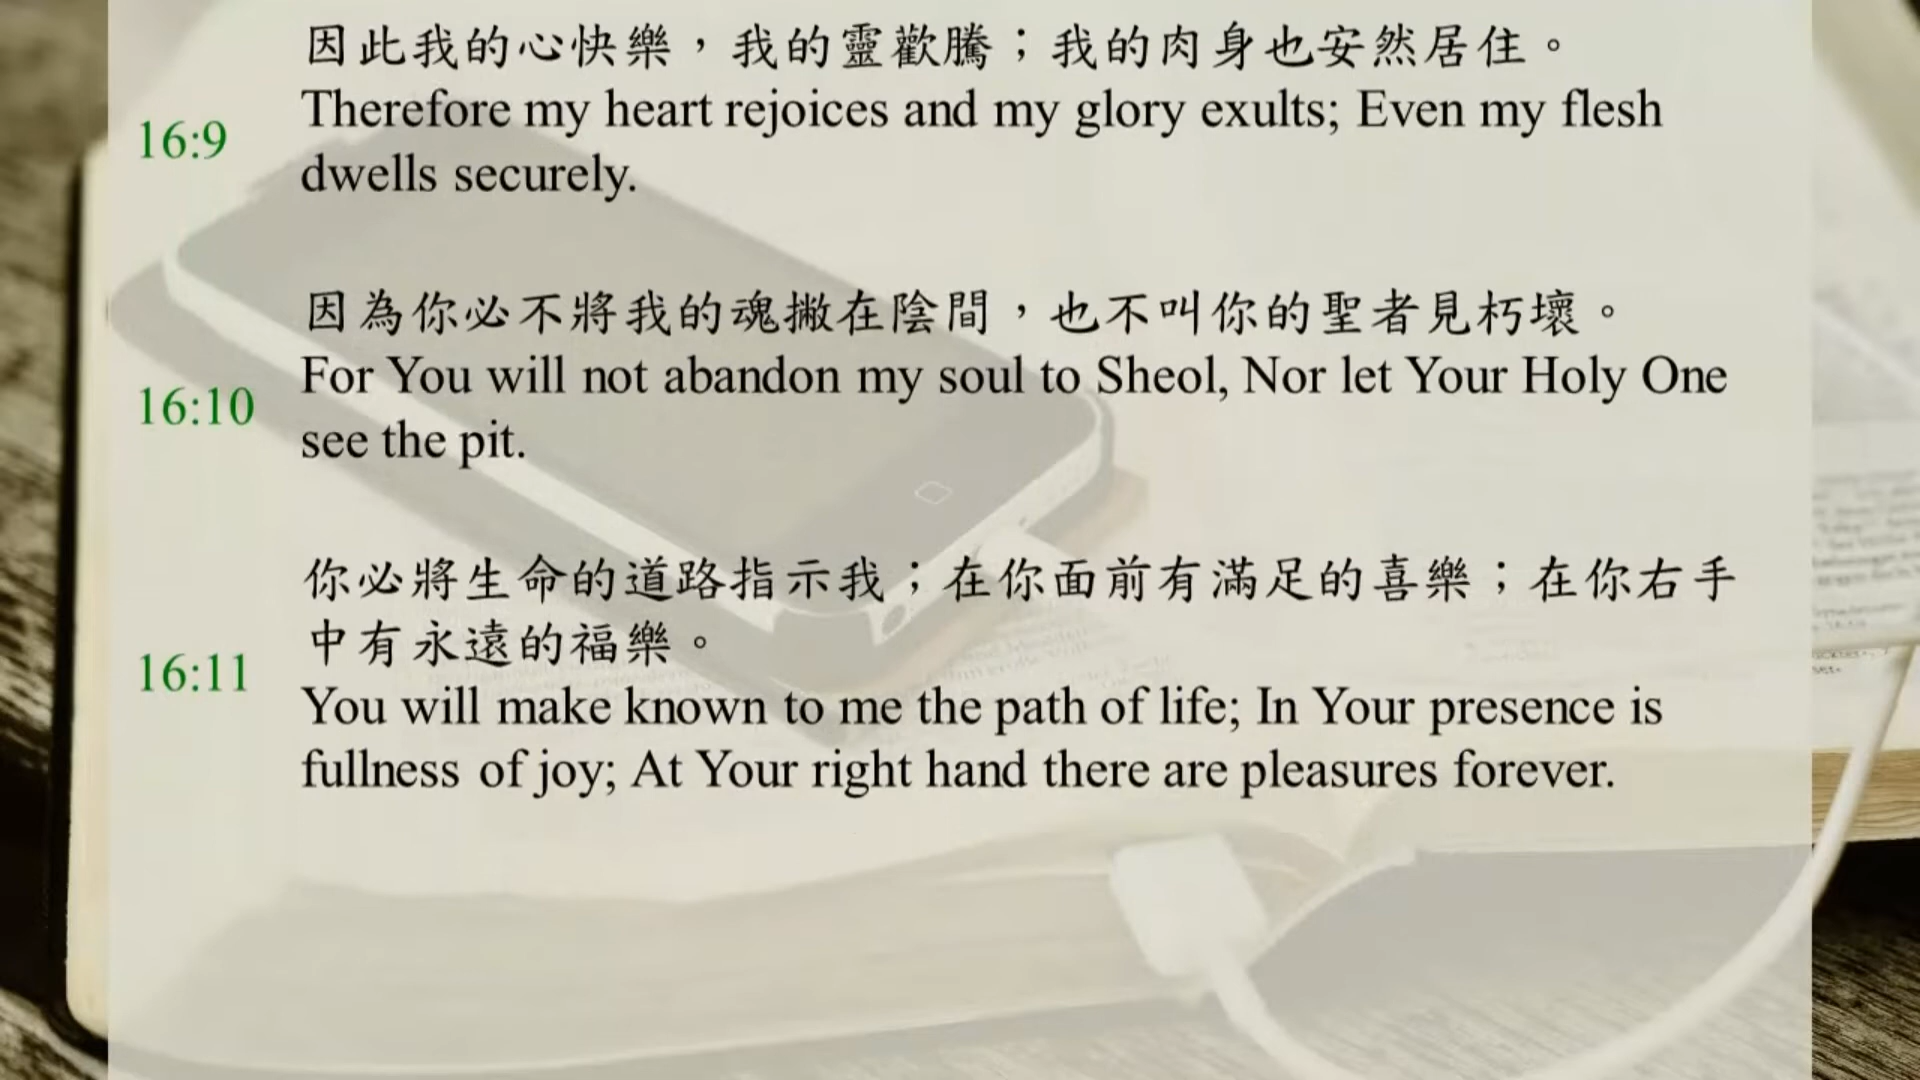 因此我的心快樂，我的靈歡騰；我的肉身也安然居住。
16:9
Therefore my heart rejoices and my glory exults; Even my flesh
dwells securely.
因為你必不將我的魂撇在陰間，也不叫你的聖者見朽壞。
16:10
For You will not abandon my soul to Sheol, Nor let Your Holy One
see the pit.
你必將生命的道路指示我；在你面前有滿足的喜樂；在你右手
中有永遠的福樂。
16:11
You will make known to me the path of life; In Your presence is
fullness of joy; At Your right hand there are pleasures forever.